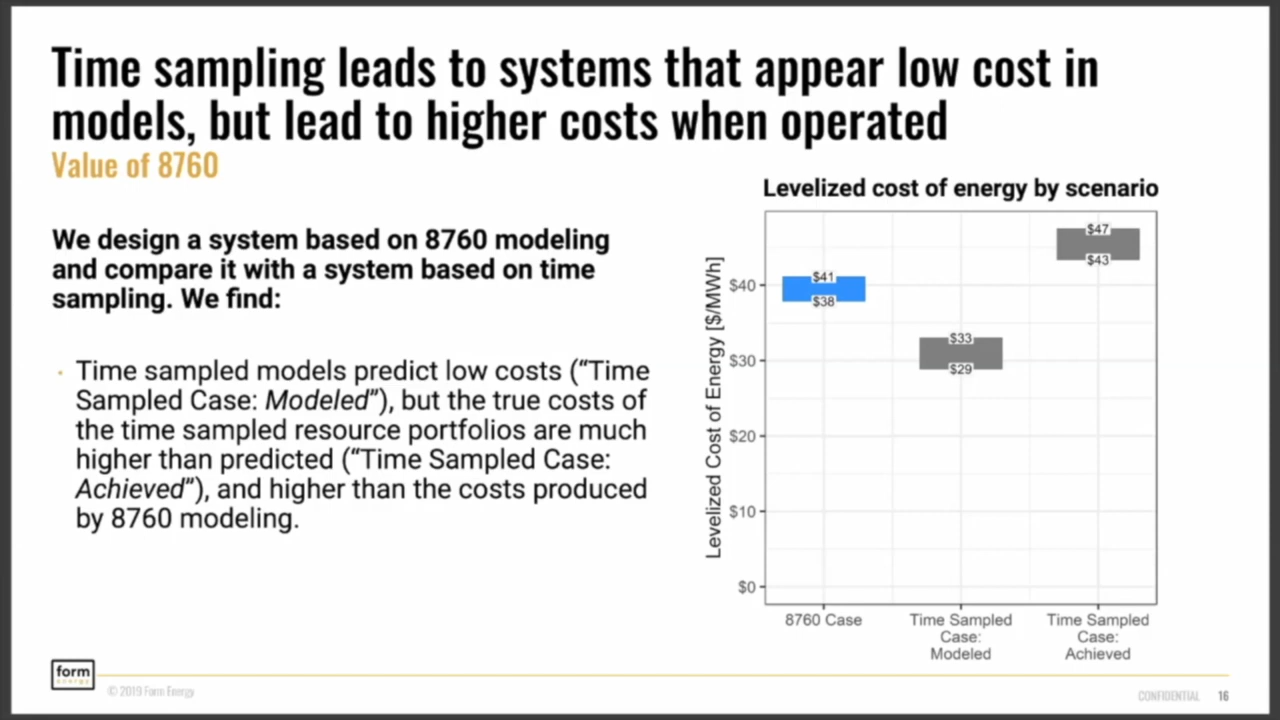 Time sampling leads to systems that appear low cost in
models, but lead to higher costs when operated
Value of 8760
We design a system based on 8760 modeling
and compare it with a system based on time
sampling. We find:
· Time sampled models predict low costs (“Time
Sampled Case: Modeled”), but the true costs of
the time sampled resource portfolios are much
higher than predicted (“Time Sampled Case:
Achieved”), and higher than the costs produced
by 8760 modeling.
Levelized cost of energy by scenario
Levelized Cost of Energy [$/MWh]
$40
$30
$20
$10
$0
$41
$38
$33
$29
$47
$43
8760 Case
Time Sampled
Case:
Modeled
Time Sampled
Case:
Achieved
form
energy
© 2019 Form Energy
CONFIDENTIAL 16